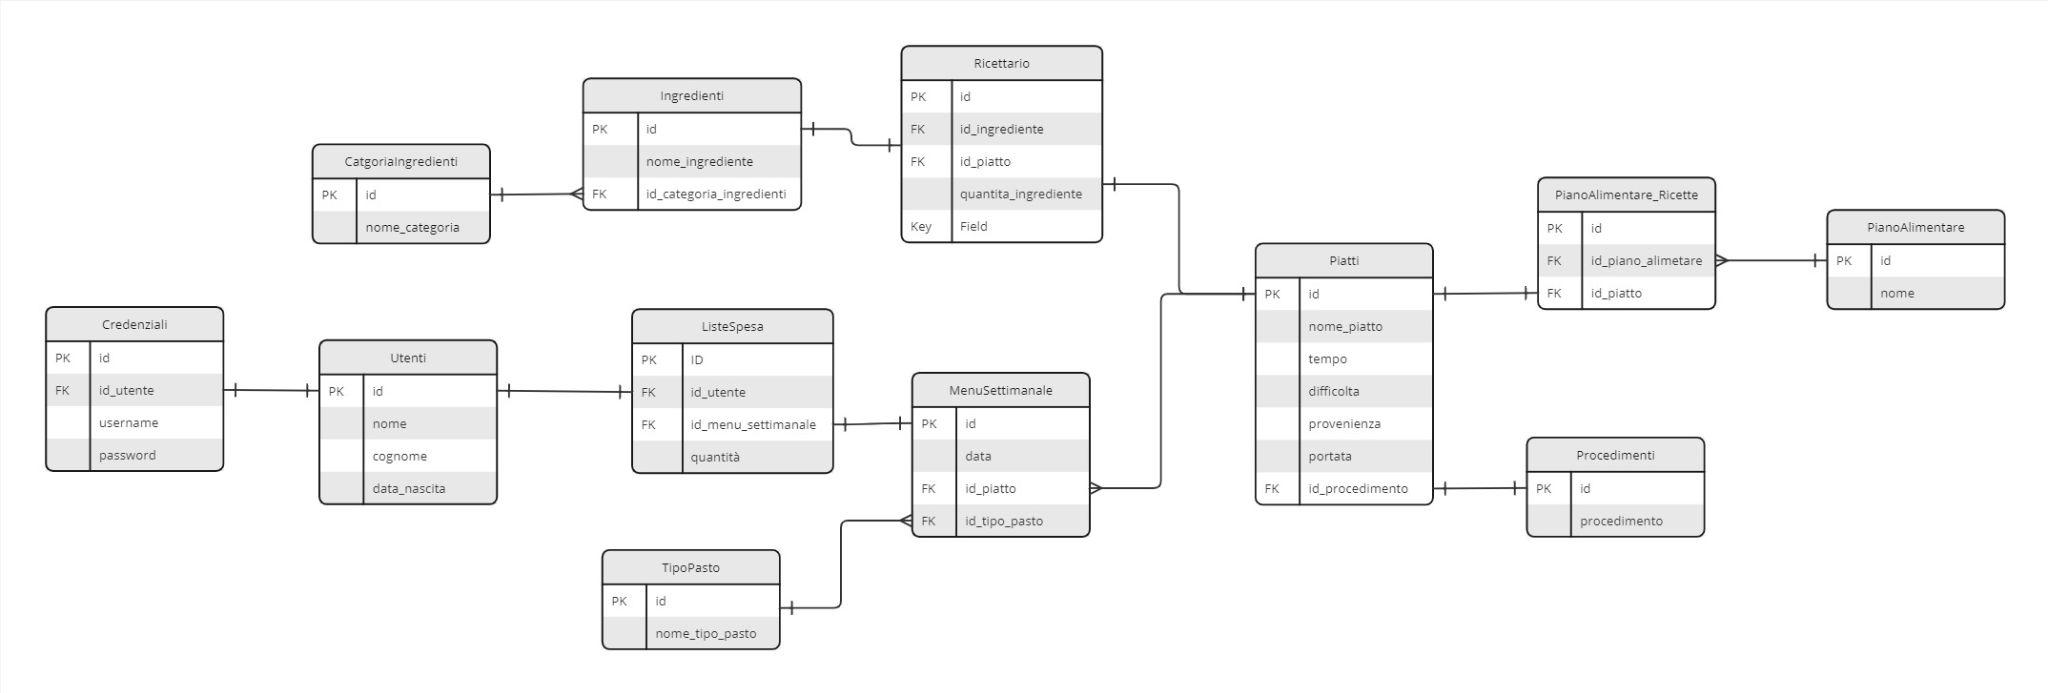 Ricettario
PK id
FK id_ingrediente
FK id_piatto
quantita_ingrediente
Key Field
Ingredienti
PK id
nome_ingrediente
FK id_categoria_ingredienti
CatgoriaIngredienti
PK id
nome_categoria
PianoAlimentare_Ricette
PK id
FK id_piano_alimetare
FK id_piatto
PianoAlimentare
PK id
nome
Piatti
PK id
nome_piatto
tempo
difficolta
provenienza
portata
FK id_procedimento
Credenziali
PK id
FK id_utente
username
password
Utenti
PK id
nome
cognome
data_nascita
ListeSpesa
PK ID
FK id_utente
FK id_menu_settimanale
quantità
MenuSettimanale
PK id
data
FK id_piatto
FK id_tipo_pasto
Procedimenti
PK id
procedimento
TipoPasto
PK id
nome_tipo_pasto